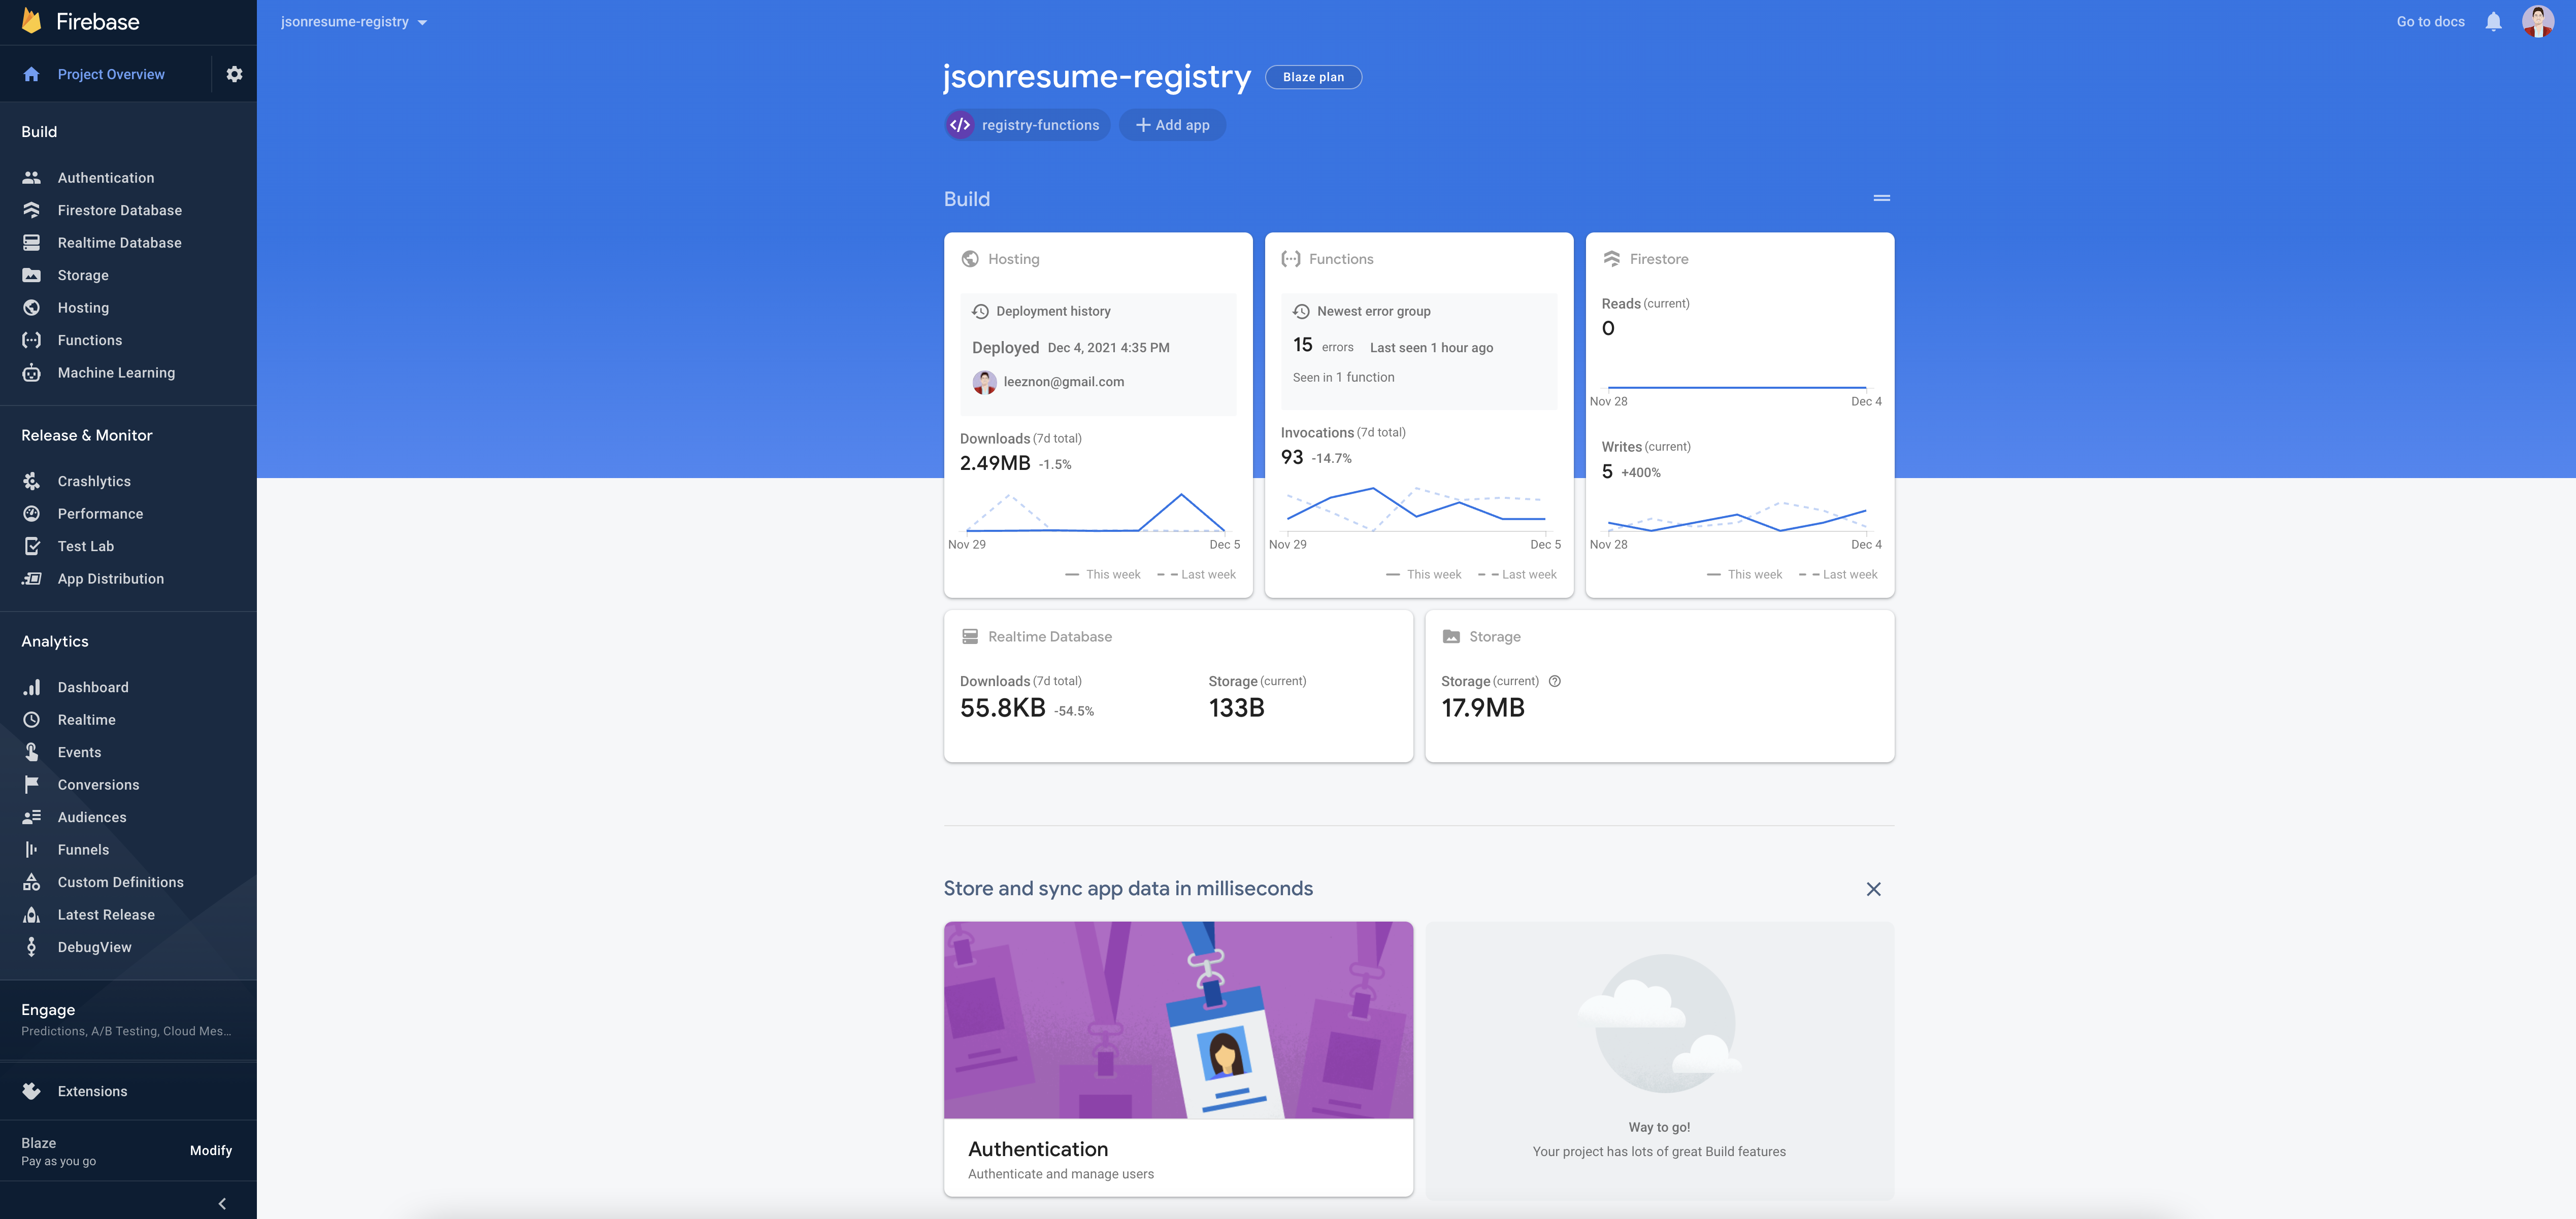 Firebase
jsonresume-registry
Go to docs
Project Overview
Build
Authentication
Firestore Database
Realtime Database
Storage
Hosting
Functions
Machine Learning
Release & Monitor
Crashlytics
Performance
Test Lab
App Distribution
Analytics
Dashboard
Realtime
Events
Conversions
Audiences
Funnels
Custom Definitions
Latest Release
DebugView
Engage
Predictions, A/B Testing, Cloud Mes...
Extensions
Blaze
Pay as you go
Modify
jsonresume-registry Blaze plan
registry-functions + Add app
Build
Hosting
Deployment history
Deployed Dec 4, 2021 4:35 PM
leeznon@gmail.com
Downloads (7d total)
2.49MB -1.5%
Nov 29 Dec 5
This week Last week
Functions
Newest error group
15 errors Last seen 1 hour ago
Seen in 1 function
Invocations (7d total)
93 -14.7%
Nov 29 Dec 5
This week Last week
Firestore
Reads (current)
0
Nov 28 Dec 4
Writes (current)
5 +400%
Nov 28 Dec 4
This week Last week
Realtime Database
Downloads (7d total) Storage (current)
55.8KB -54.5% 133B
Storage
Storage (current)
17.9MB
Store and sync app data in milliseconds
Authentication
Authenticate and manage users
Way to go!
Your project has lots of great Build features